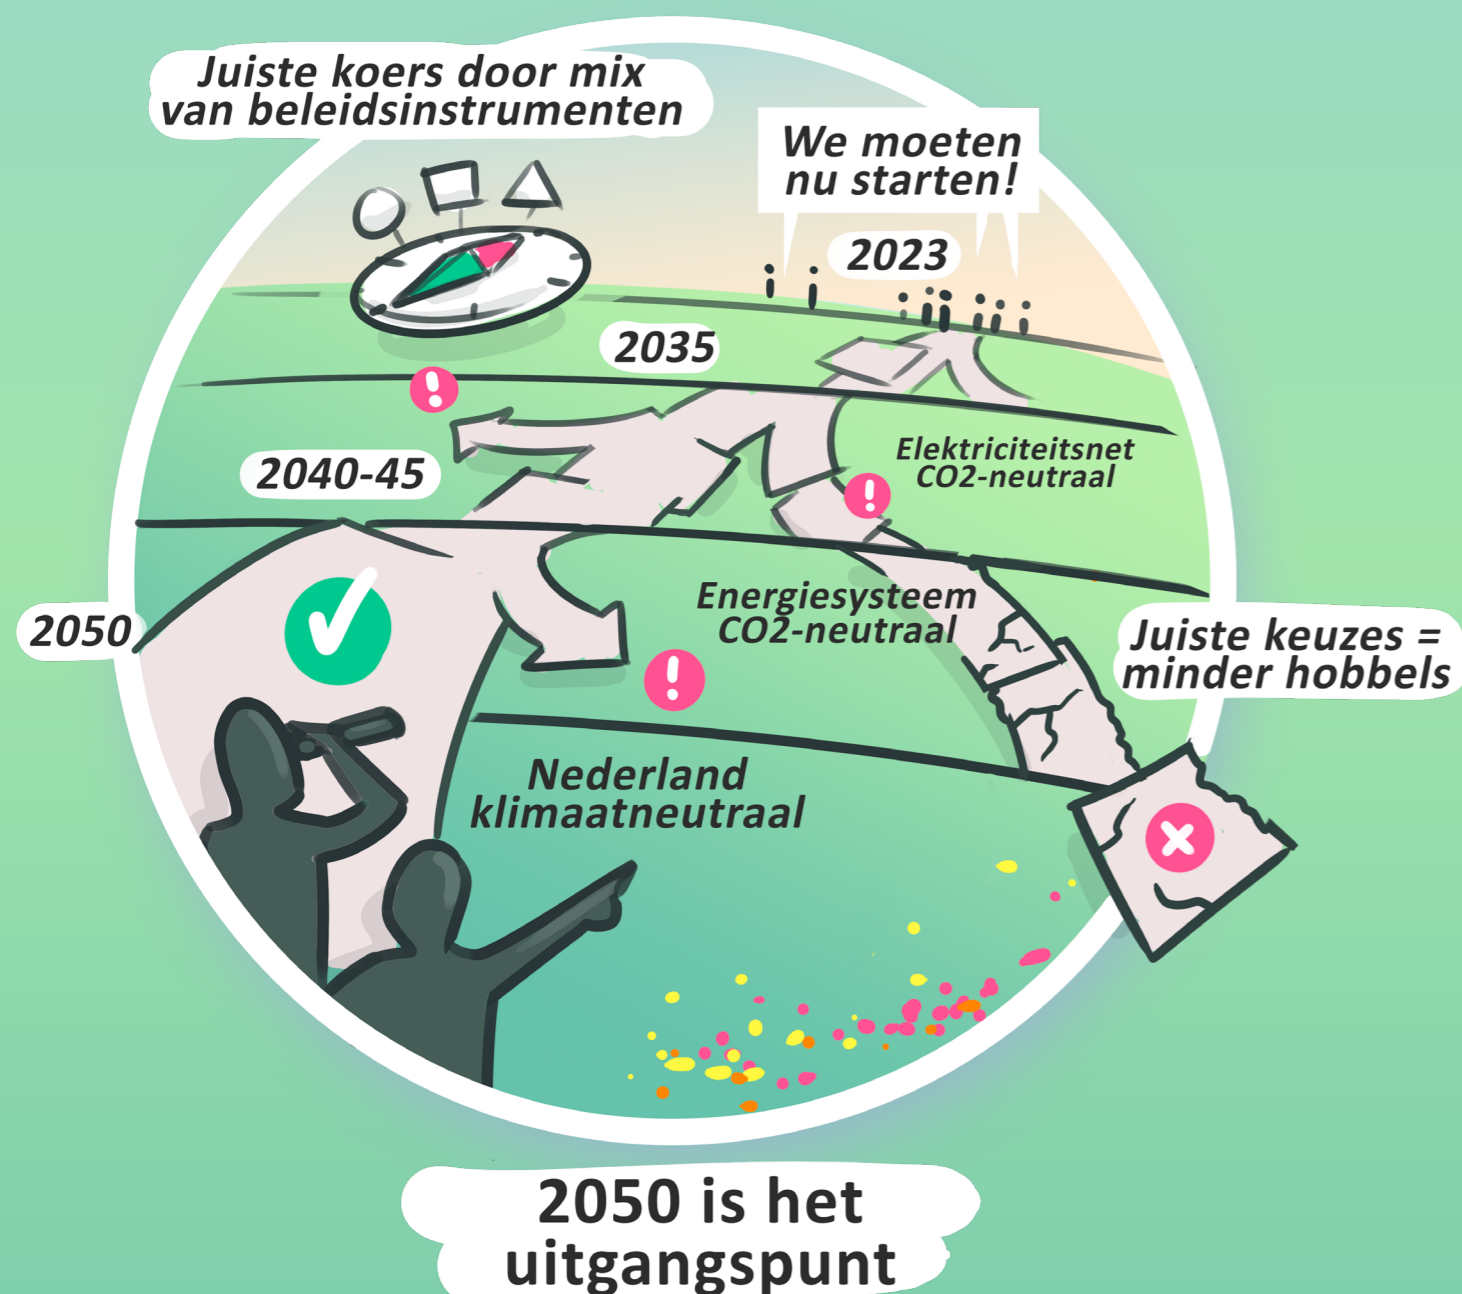 Juiste koers door mix
van beleidsinstrumenten
We moeten
nu starten!
2023
2035
Elektriciteitsnet
CO2-neutraal
2040-45
Energiesysteem
CO2-neutraal
2050
Juiste keuzes =
minder hobbels
Nederland
klimaatneutraal
2050 is het
uitgangspunt